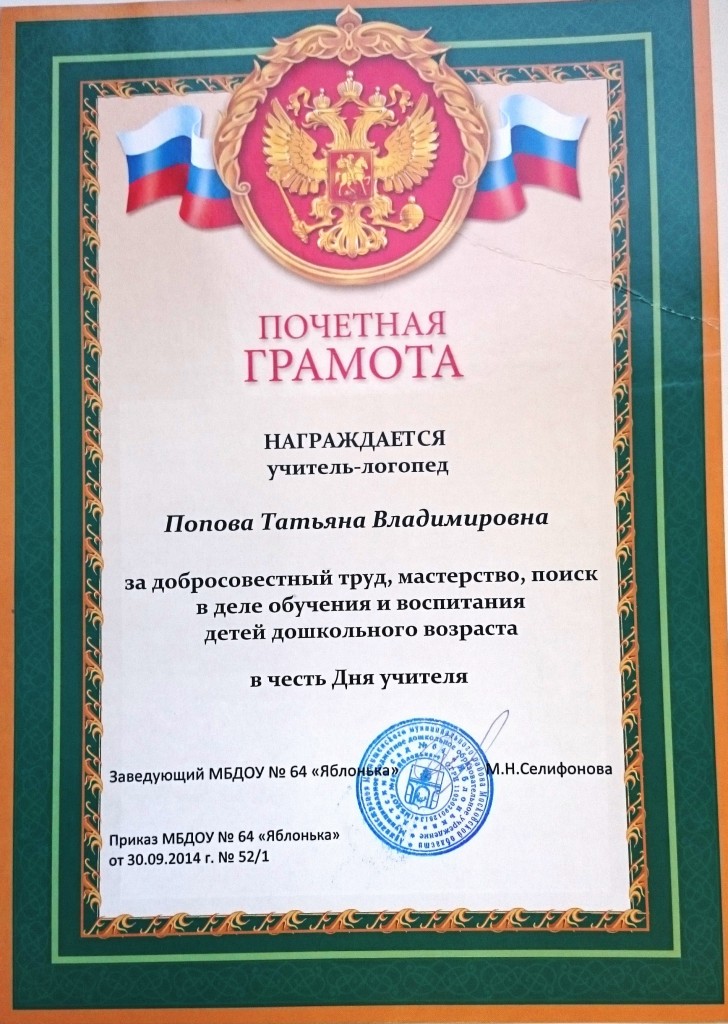 ПОЧЕТНАЯ
ГРАМОТА
НАГРАЖДАЕТСЯ
учитель-логопед
Попова Татьяна Владимировна
за добросовестный труд, мастерство, поиск
в деле обучения и воспитания
детей дошкольного возраста
в честь Дня учителя
Заведующий МБДОУ № 64 «Яблонька»
М.Н.Селифонова
Приказ МБДОУ № 64 «Яблонька»
от 30.09.2014 г. № 52/1